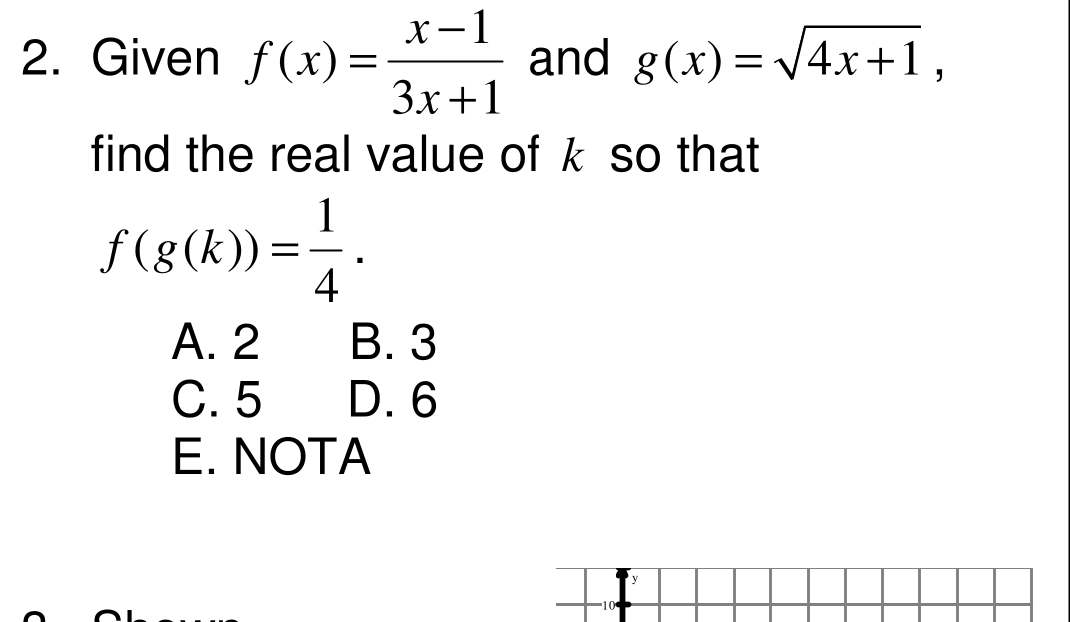 2. Given f(x) = \frac{x-1}{3x+1} and g(x) = \sqrt{4x+1},
find the real value of k so that
f(g(k)) = \frac{1}{4}.
A. 2 B. 3
C. 5 D. 6
E. NOTA
y
10